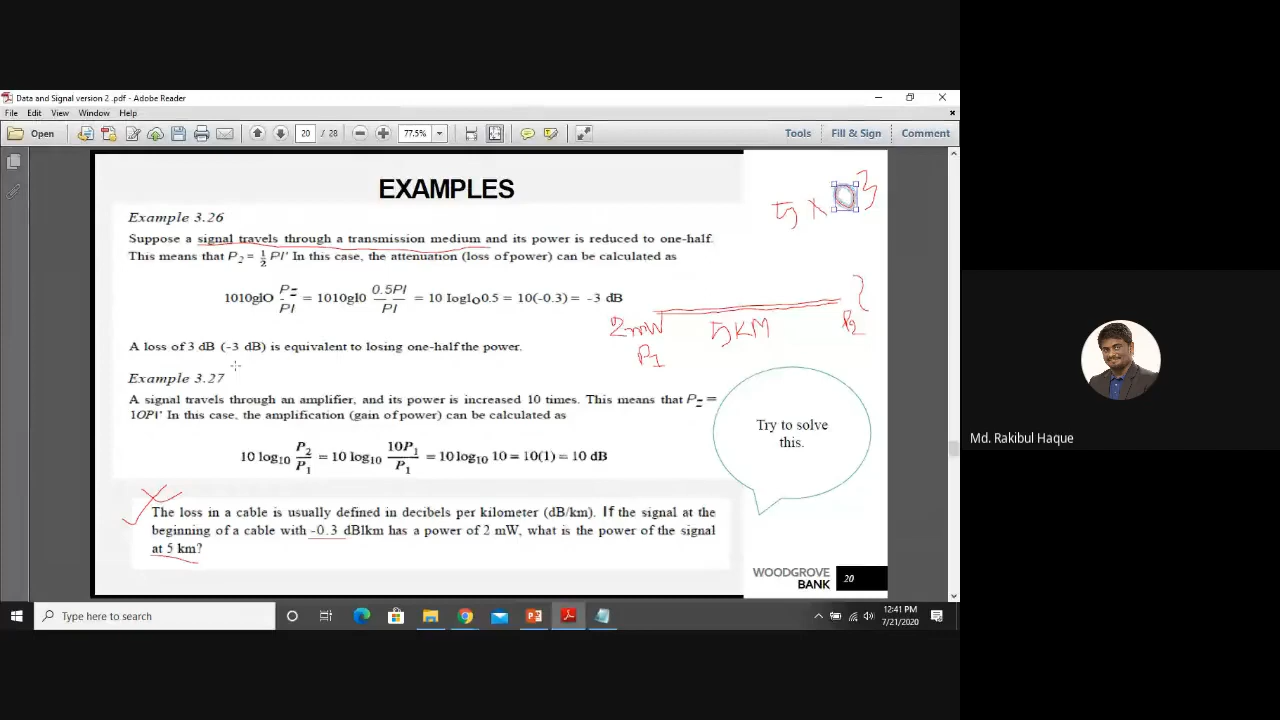 Data and Signal version 2 .pdf - Adobe Reader
File Edit View Window Help
Open 20 / 28 77.5% Tools Fill & Sign Comment
EXAMPLES
Example 3.26
Suppose a signal travels through a transmission medium and its power is reduced to one-half.
This means that P2 = ½ PI' In this case, the attenuation (loss of power) can be calculated as
1010glO Pz/PI = 1010gl0 0.5PI/PI = 10 logl00.5 = 10(-0.3) = -3 dB
A loss of 3 dB (-3 dB) is equivalent to losing one-half the power.
Example 3.27
A signal travels through an amplifier, and its power is increased 10 times. This means that Pz =
1OPI' In this case, the amplification (gain of power) can be calculated as
10 log10 P2/P1 = 10 log10 10P1/P1 = 10 log10 10 = 10(1) = 10 dB
The loss in a cable is usually defined in decibels per kilometer (dB/km). If the signal at the
beginning of a cable with -0.3 dBlkm has a power of 2 mW, what is the power of the signal
at 5 km?
5 X 0 3
2mW
5KM
P2
P1
Try to solve
this.
WOODGROVE
BANK
20
Md. Rakibul Haque
Type here to search
12:41 PM
7/21/2020